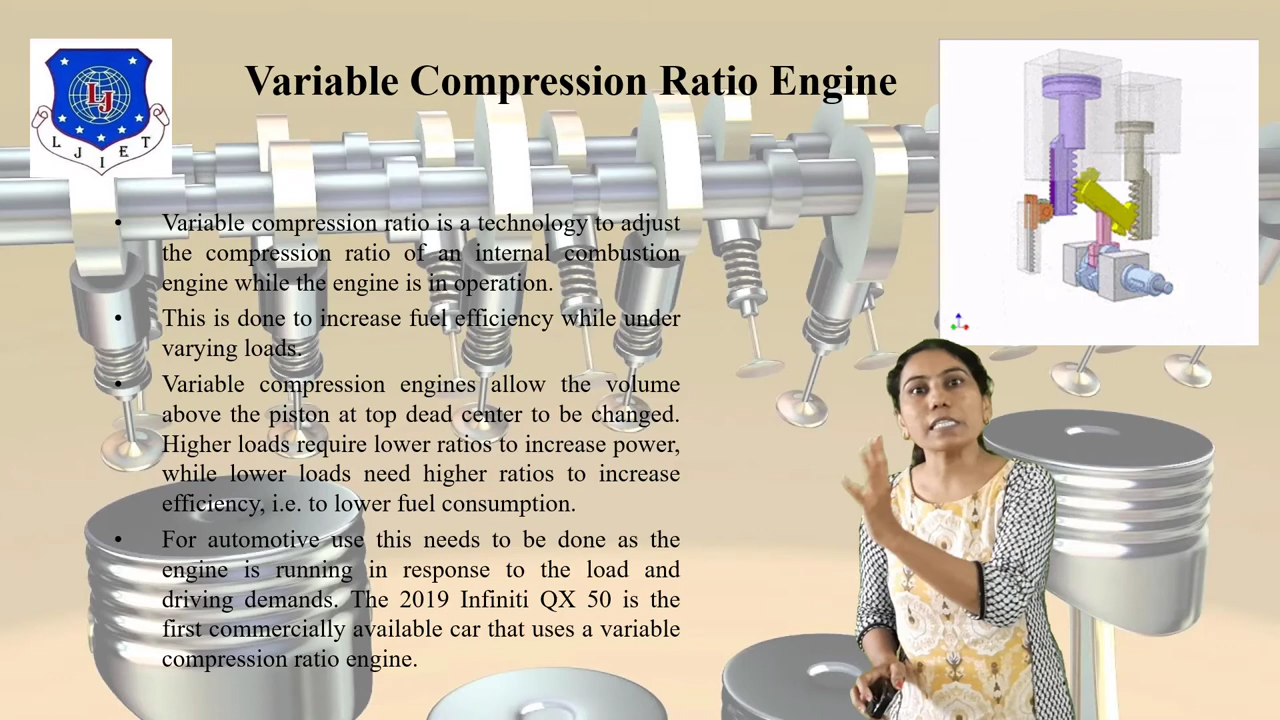 Variable Compression Ratio Engine
LJ
LJIET
• Variable compression ratio is a technology to adjust
the compression ratio of an internal combustion
engine while the engine is in operation.
• This is done to increase fuel efficiency while under
varying loads.
• Variable compression engines allow the volume
above the piston at top dead center to be changed.
Higher loads require lower ratios to increase power,
while lower loads need higher ratios to increase
efficiency, i.e. to lower fuel consumption.
• For automotive use this needs to be done as the
engine is running in response to the load and
driving demands. The 2019 Infiniti QX 50 is the
first commercially available car that uses a variable
compression ratio engine.